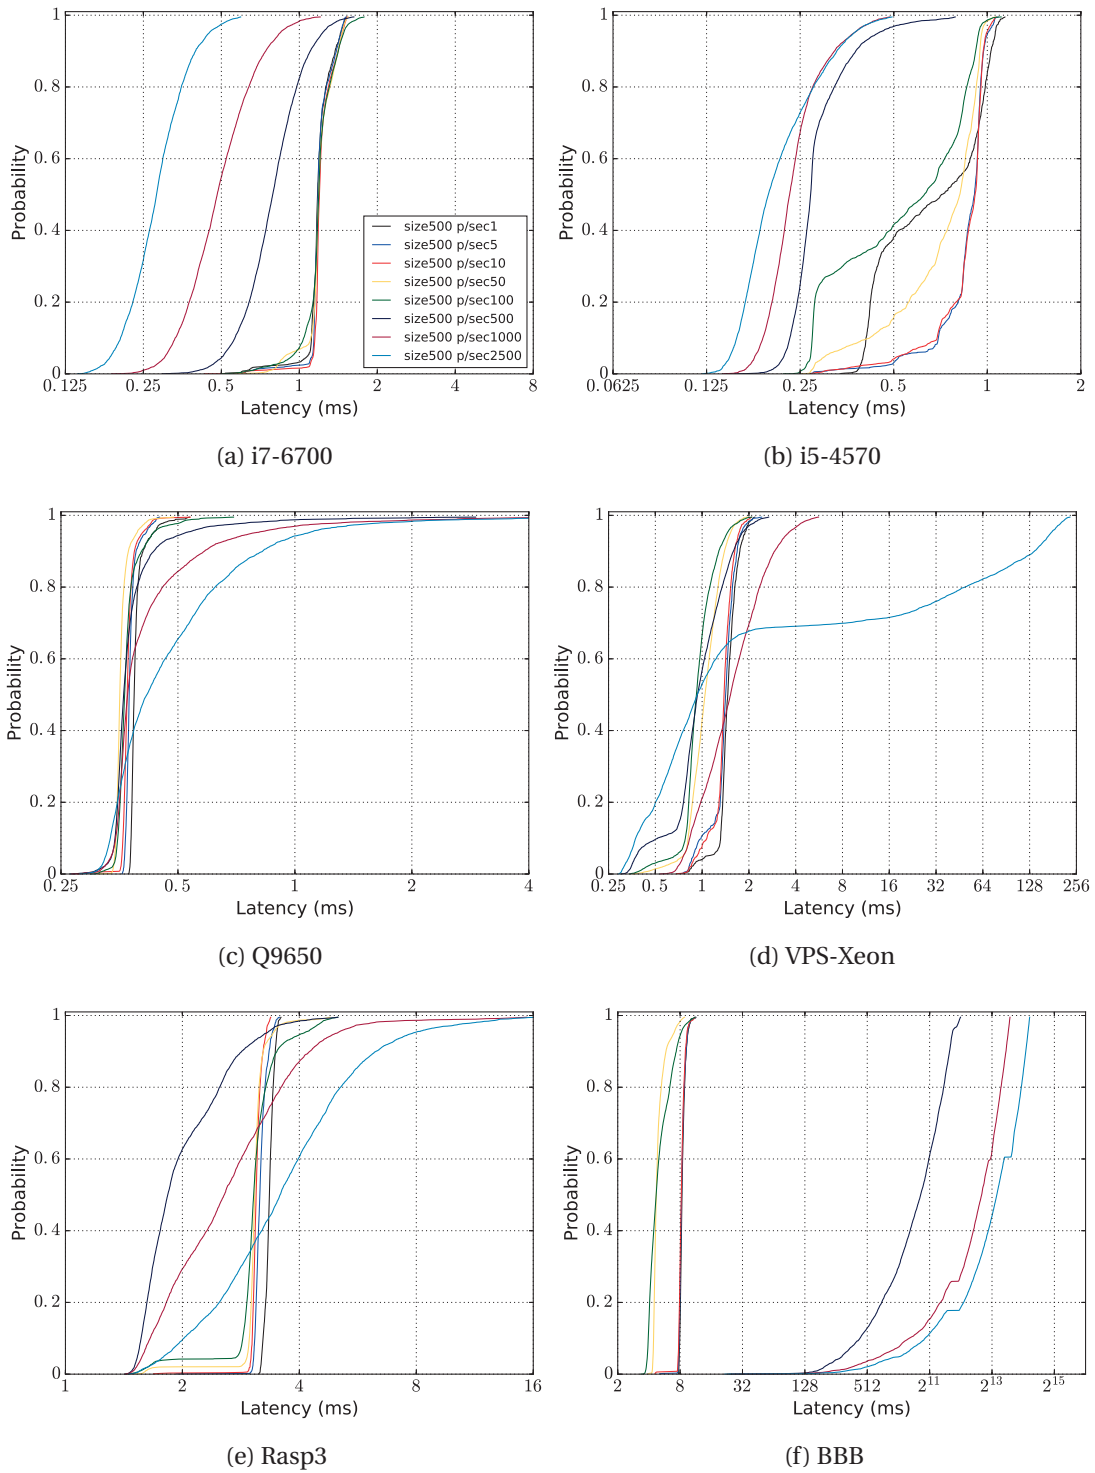 1
0.8
0.6
0.4
0.2
0
Probability
size500 p/sec1
size500 p/sec5
size500 p/sec10
size500 p/sec50
size500 p/sec100
size500 p/sec500
size500 p/sec1000
size500 p/sec2500
0.125 0.25 0.5 1 2 4 8
Latency (ms)
(a) i7-6700
1
0.8
0.6
0.4
0.2
0
Probability
0.0625 0.125 0.25 0.5 1 2
Latency (ms)
(b) i5-4570
1
0.8
0.6
0.4
0.2
0
Probability
0.25 0.5 1 2 4
Latency (ms)
(c) Q9650
1
0.8
0.6
0.4
0.2
0
Probability
0.25 0.5 1 2 4 8 16 32 64 128 256
Latency (ms)
(d) VPS-Xeon
1
0.8
0.6
0.4
0.2
0
Probability
1 2 4 8 16
Latency (ms)
(e) Rasp3
1
0.8
0.6
0.4
0.2
0
Probability
2 8 32 128 512 2^11 2^13 2^15
Latency (ms)
(f) BBB